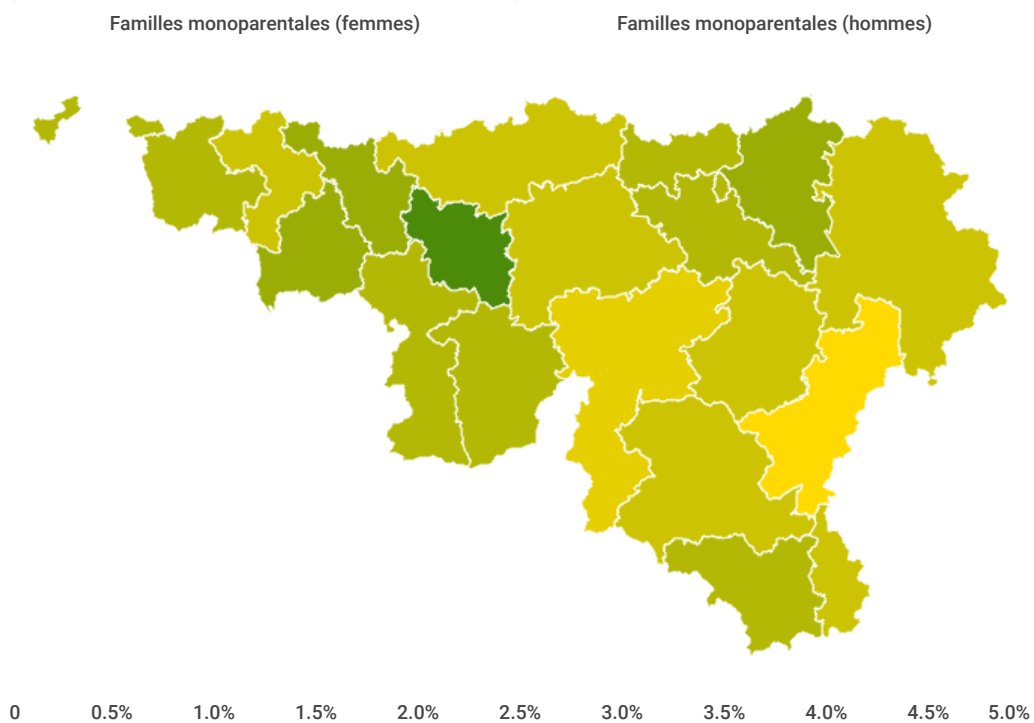 Familles monoparentales (femmes) Familles monoparentales (hommes)
0 0.5% 1.0% 1.5% 2.0% 2.5% 3.0% 3.5% 4.0% 4.5% 5.0%